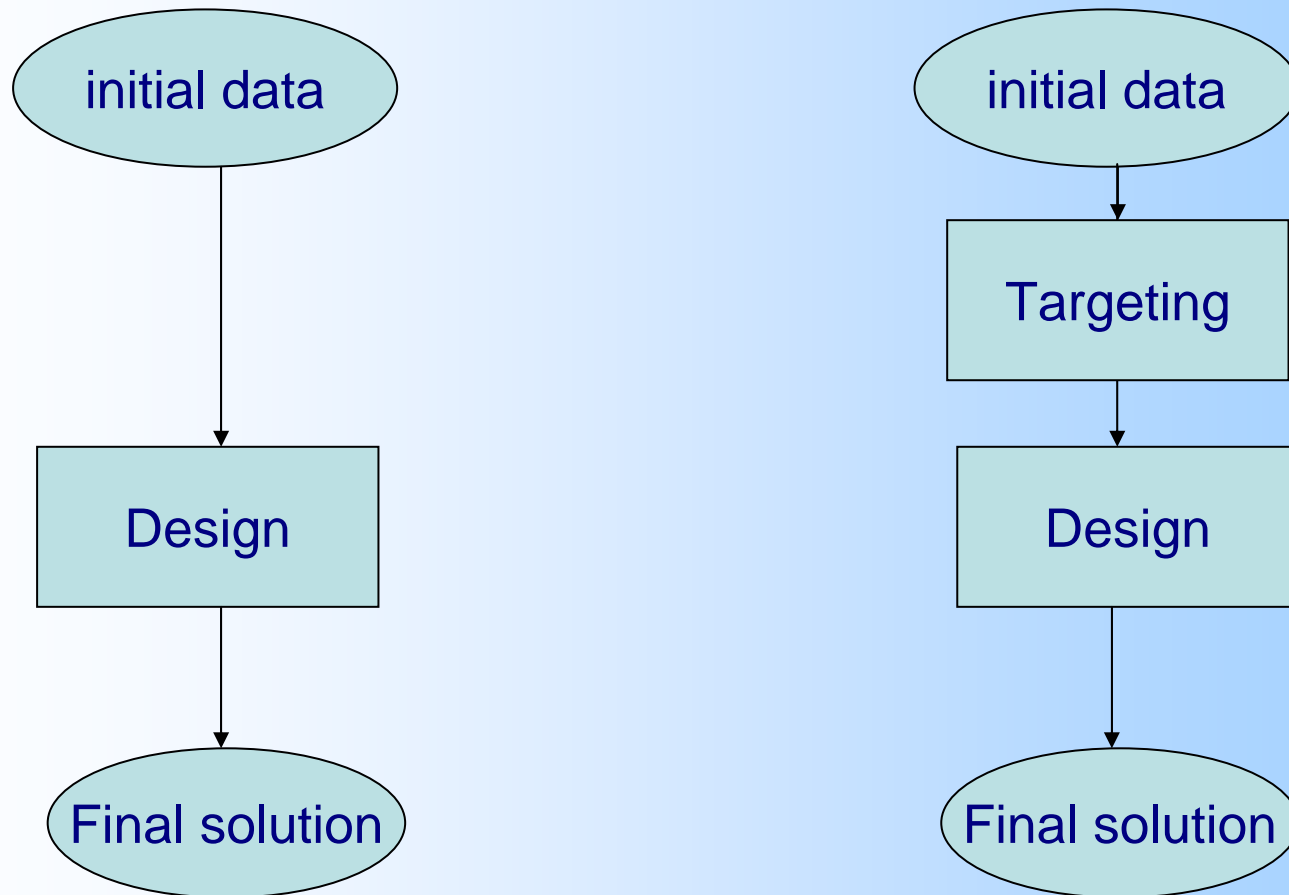 initial data
Design
Final solution
initial data
Targeting
Design
Final solution